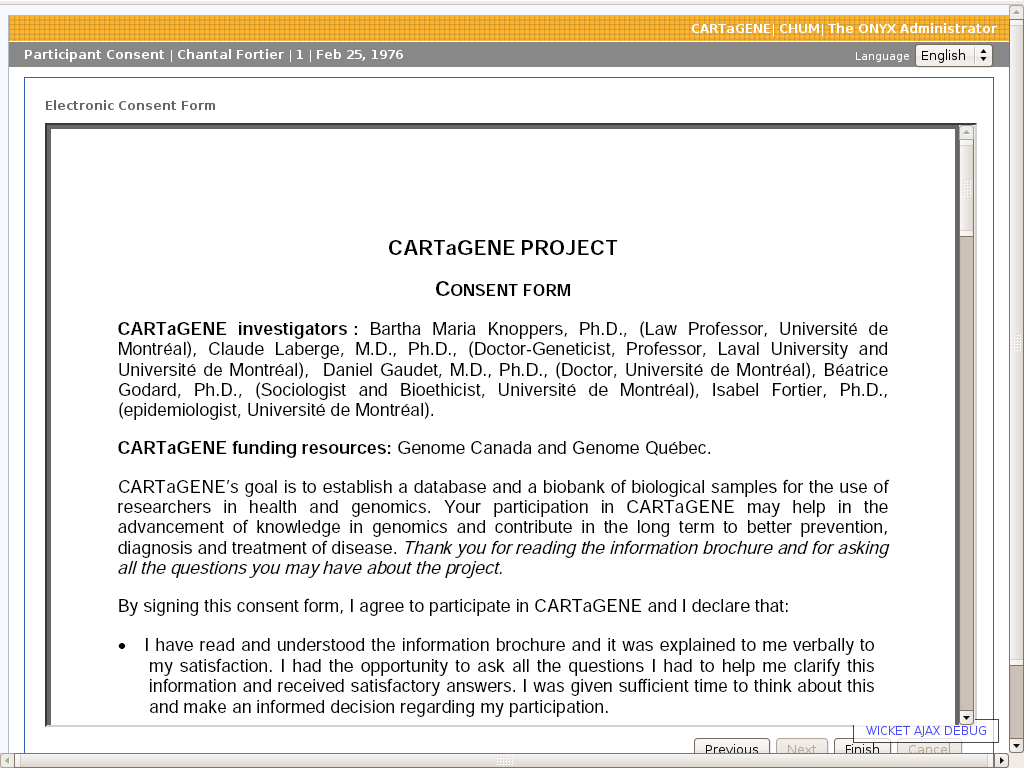 CARTaGENE| CHUM| The ONYX Administrator
Participant Consent | Chantal Fortier | 1 | Feb 25, 1976
Language English
Electronic Consent Form
CARTaGENE PROJECT
CONSENT FORM
CARTaGENE investigators : Bartha Maria Knoppers, Ph.D., (Law Professor, Université de
Montréal), Claude Laberge, M.D., Ph.D., (Doctor-Geneticist, Professor, Laval University and
Université de Montréal), Daniel Gaudet, M.D., Ph.D., (Doctor, Université de Montréal), Béatrice
Godard, Ph.D., (Sociologist and Bioethicist, Université de Montréal), Isabel Fortier, Ph.D.,
(epidemiologist, Université de Montréal).
CARTaGENE funding resources: Genome Canada and Genome Québec.
CARTaGENE’s goal is to establish a database and a biobank of biological samples for the use of
researchers in health and genomics. Your participation in CARTaGENE may help in the
advancement of knowledge in genomics and contribute in the long term to better prevention,
diagnosis and treatment of disease. Thank you for reading the information brochure and for asking
all the questions you may have about the project.
By signing this consent form, I agree to participate in CARTaGENE and I declare that:
• I have read and understood the information brochure and it was explained to me verbally to
my satisfaction. I had the opportunity to ask all the questions I had to help me clarify this
information and received satisfactory answers. I was given sufficient time to think about this
and make an informed decision regarding my participation.
WICKET AJAX DEBUG
Previous Next Finish Cancel